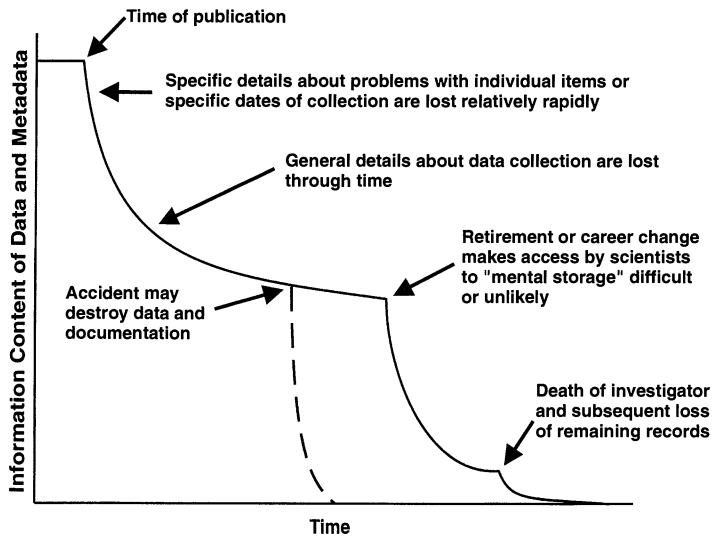 Time of publication
Specific details about problems with individual items or
specific dates of collection are lost relatively rapidly
General details about data collection are lost
through time
Retirement or career change
makes access by scientists
to "mental storage" difficult
or unlikely
Accident may
destroy data and
documentation
Death of investigator
and subsequent loss
of remaining records
Information Content of Data and Metadata
Time